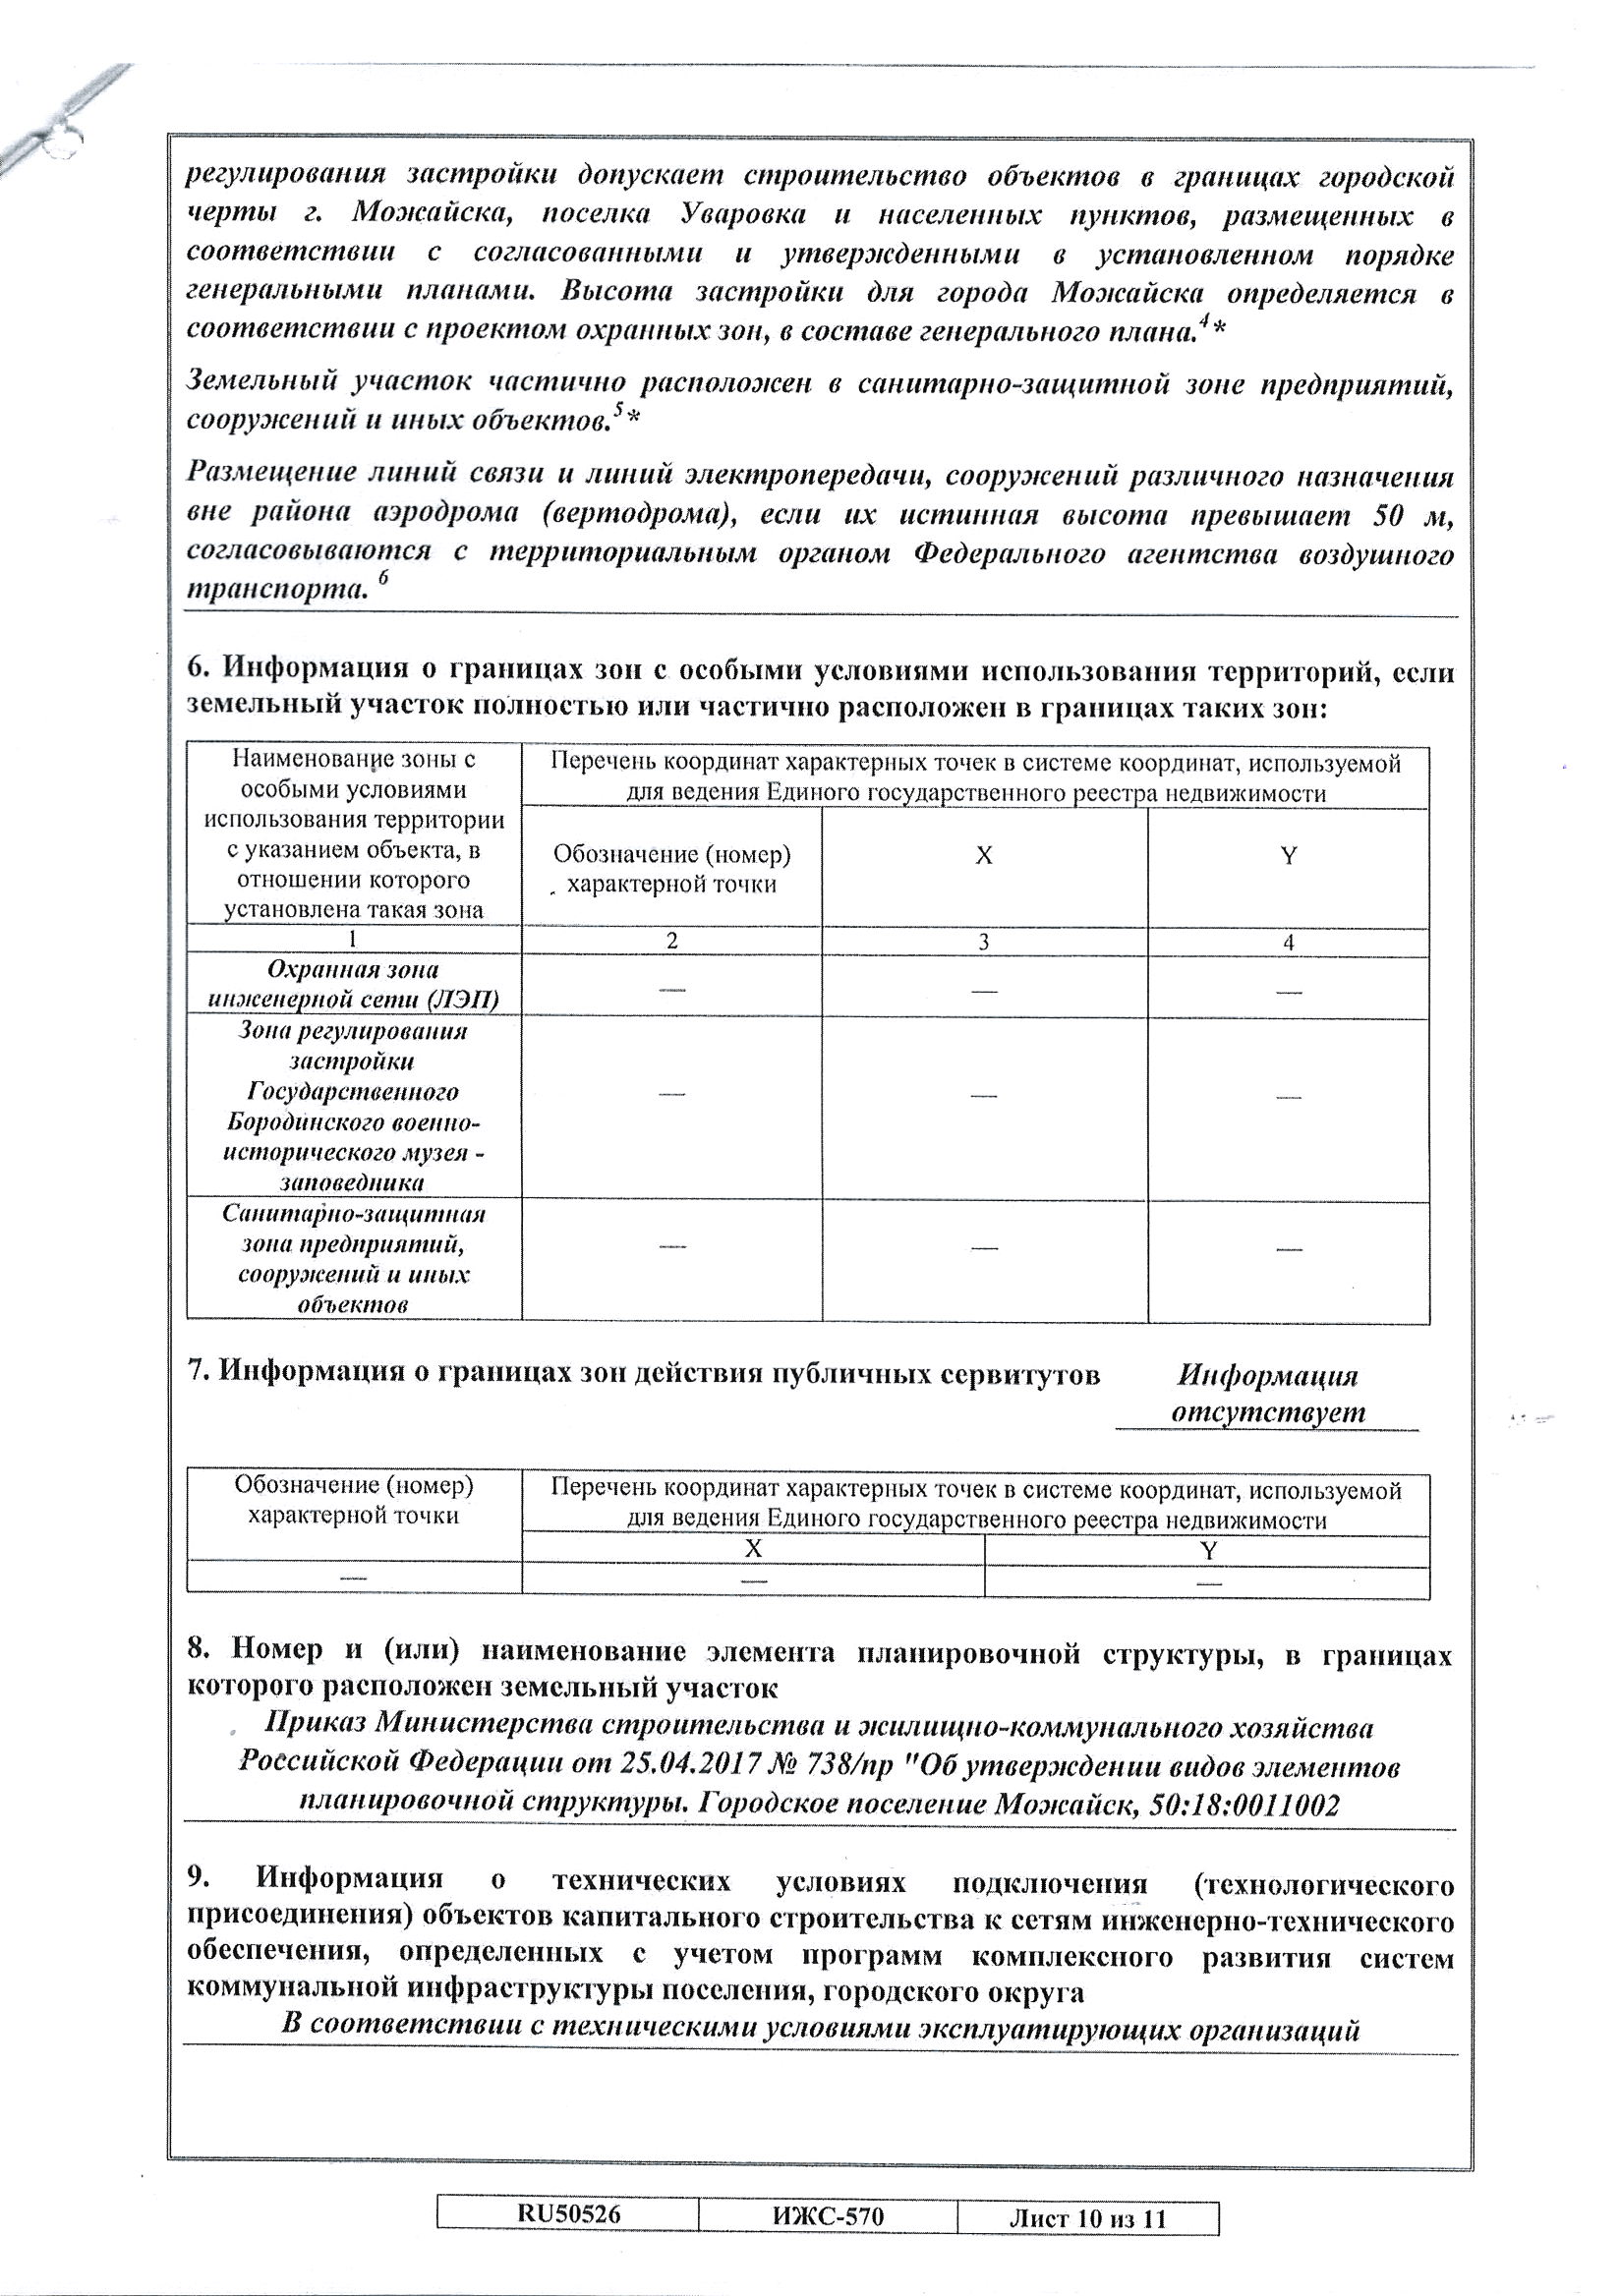 регулирования застройки допускает строительство объектов в границах городской
черты г. Можайска, поселка Уваровка и населенных пунктов, размещенных в
соответствии с согласованными и утвержденными в установленном порядке
генеральными планами. Высота застройки для города Можайска определяется в
соответствии с проектом охранных зон, в составе генерального плана.4*
Земельный участок частично расположен в санитарно-защитной зоне предприятий,
сооружений и иных объектов.5*
Размещение линий связи и линий электропередачи, сооружений различного назначения
вне района аэродрома (вертодрома), если их истинная высота превышает 50 м,
согласовываются с территориальным органом Федерального агентства воздушного
транспорта. 6
6. Информация о границах зон с особыми условиями использования территорий, если
земельный участок полностью или частично расположен в границах таких зон:
Наименование зоны с
особыми условиями
использования территории
с указанием объекта, в
отношении которого
установлена такая зона
Перечень координат характерных точек в системе координат, используемой
для ведения Единого государственного реестра недвижимости
Обозначение (номер)
характерной точки
X
Y
1
2
3
4
Охранная зона
инженерной сети (ЛЭП)
—
—
—
Зона регулирования
застройки
Государственного
Бородинского военно-
исторического музея -
заповедника
—
—
—
Санитарно-защитная
зона предприятий,
сооружений и иных
объектов
—
—
—
7. Информация о границах зон действия публичных сервитутов
Информация
отсутствует
Обозначение (номер)
характерной точки
Перечень координат характерных точек в системе координат, используемой
для ведения Единого государственного реестра недвижимости
X
Y
—
—
—
8. Номер и (или) наименование элемента планировочной структуры, в границах
которого расположен земельный участок
Приказ Министерства строительства и жилищно-коммунального хозяйства
Российской Федерации от 25.04.2017 № 738/пр "Об утверждении видов элементов
планировочной структуры. Городское поселение Можайск, 50:18:0011002
9. Информация о технических условиях подключения (технологического
присоединения) объектов капитального строительства к сетям инженерно-технического
обеспечения, определенных с учетом программ комплексного развития систем
коммунальной инфраструктуры поселения, городского округа
В соответствии с техническими условиями эксплуатирующих организаций
RU50526
ИЖС-570
Лист 10 из 11